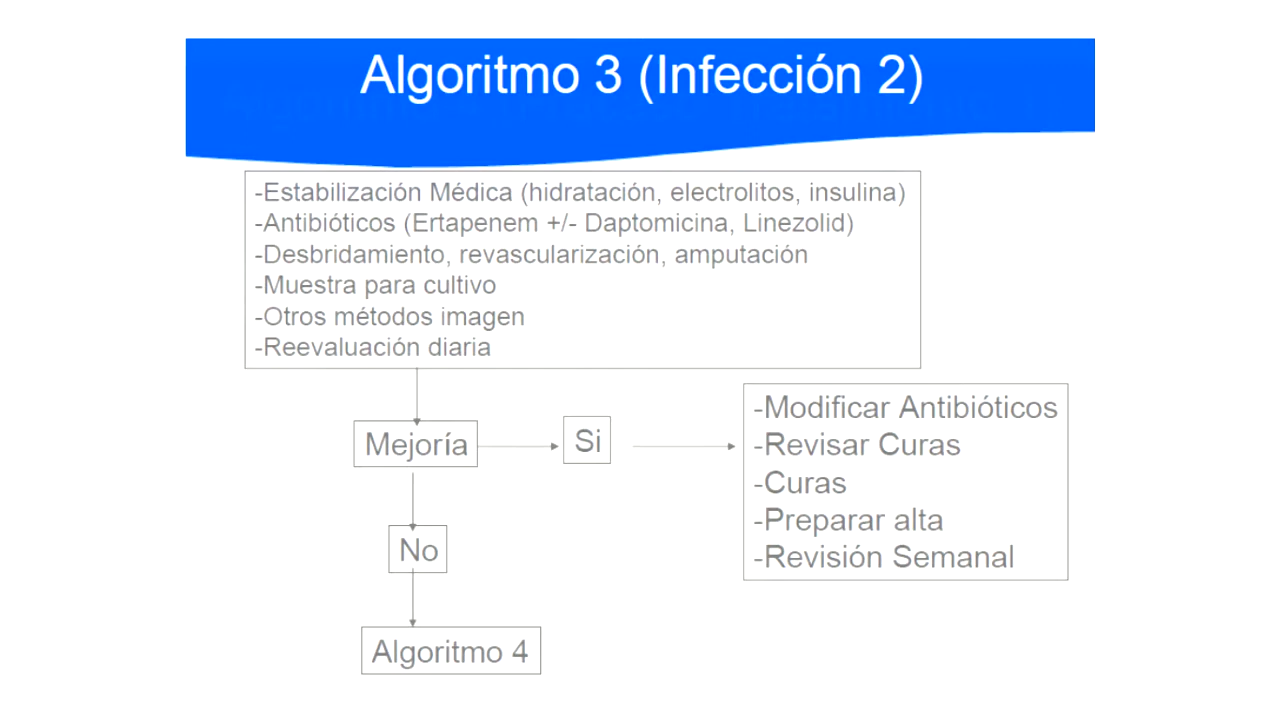 Algoritmo 3 (Infección 2)
-Estabilización Médica (hidratación, electrolitos, insulina)
-Antibióticos (Ertapenem +/- Daptomicina, Linezolid)
-Desbridamiento, revascularización, amputación
-Muestra para cultivo
-Otros métodos imagen
-Reevaluación diaria
Mejoría
Si
-Modificar Antibióticos
-Revisar Curas
-Curas
-Preparar alta
-Revisión Semanal
No
Algoritmo 4